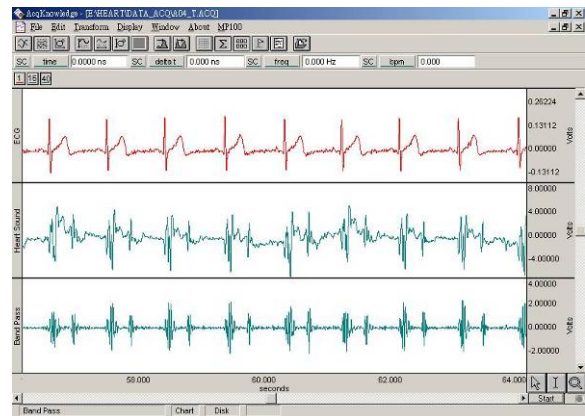 AcqKnowledge - [E:\HEART\DATA_ACQ\A04_T.ACQ]
File Edit Transform Display Window About MP100
SC time 0.0000 ns SC delta t 0.000 ns SC freq 0.000 Hz SC bpm 0.000
1 16 40
ECG
0.26224
0.13112
0.00000
-0.13112
Volts
Heart Sound
8.00000
4.00000
0.00000
-4.00000
Volts
Band Pass
4.00000
2.00000
0.00000
-2.00000
Volts
58.000 60.000 62.000 64.000
seconds
Start
Band Pass Chart Disk